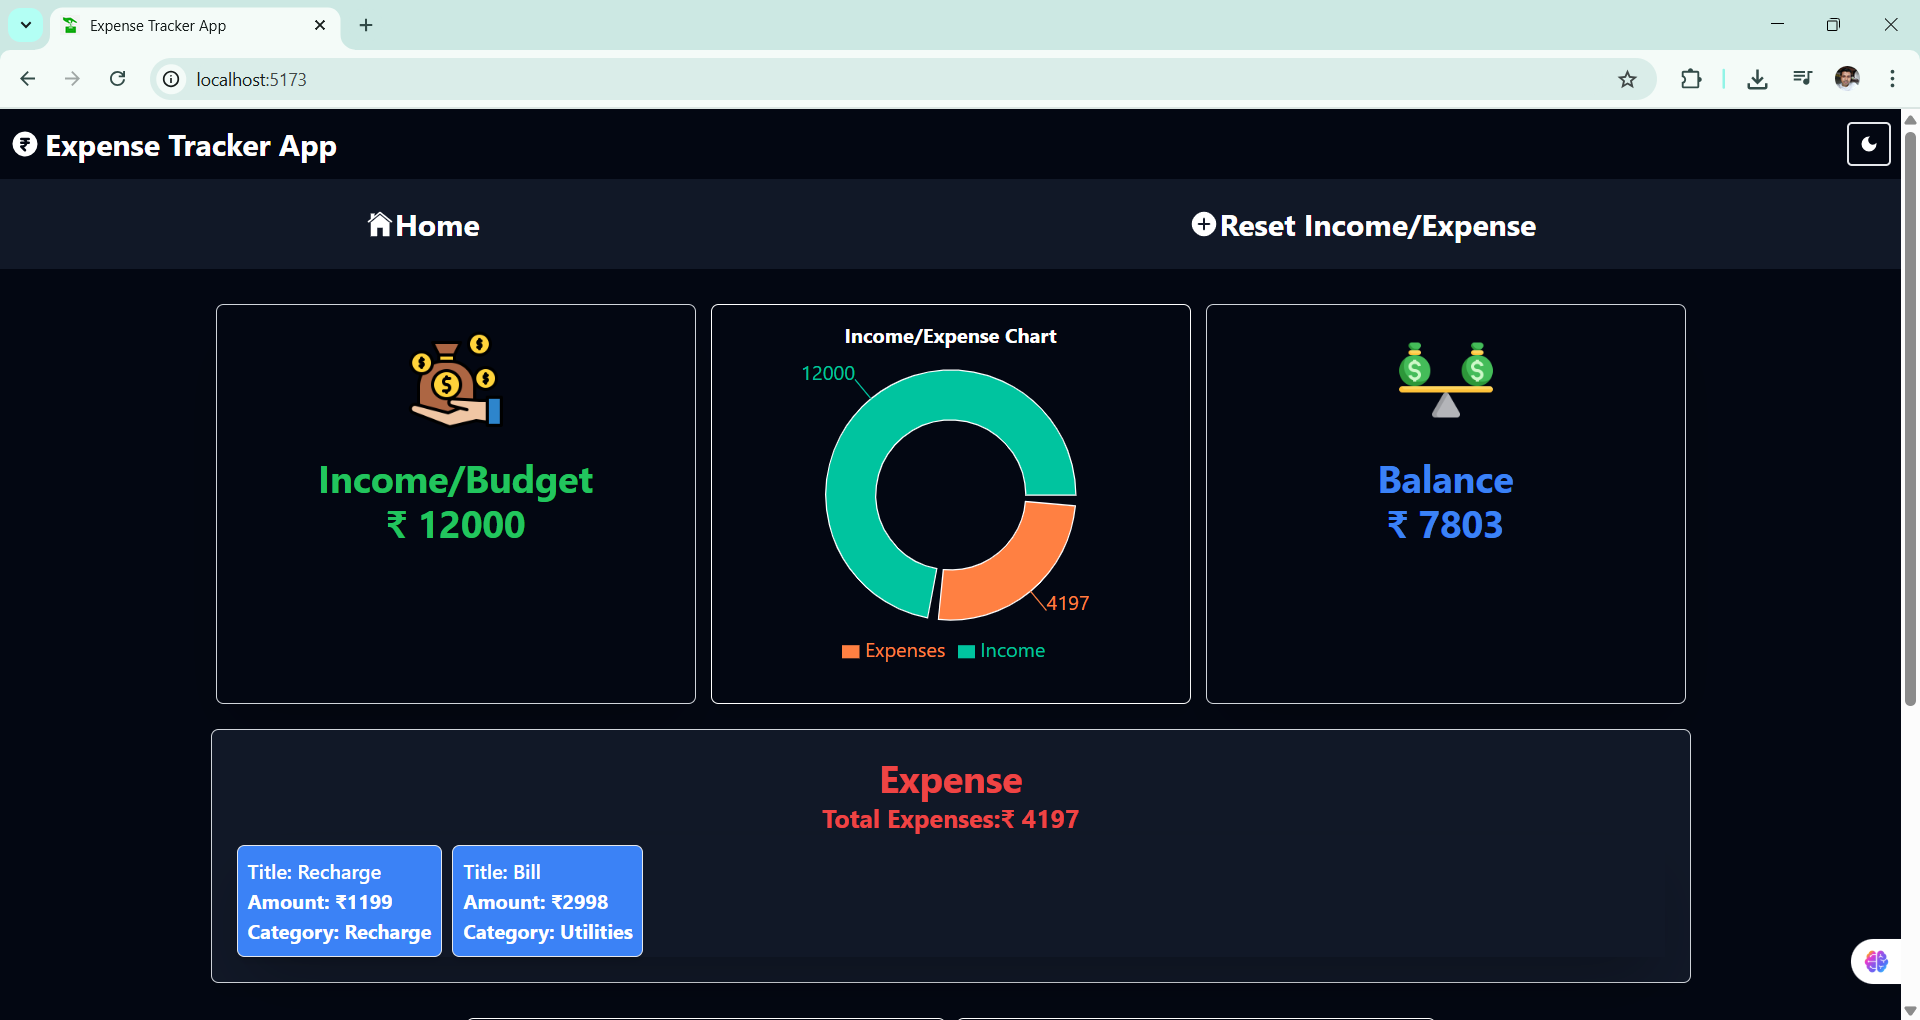 Expense Tracker App
localhost:5173
Expense Tracker App
Home
Reset Income/Expense
Income/Budget
₹ 12000
Income/Expense Chart
12000
4197
Expenses
Income
Balance
₹ 7803
Expense
Total Expenses:₹ 4197
Title: Recharge
Amount: ₹1199
Category: Recharge
Title: Bill
Amount: ₹2998
Category: Utilities